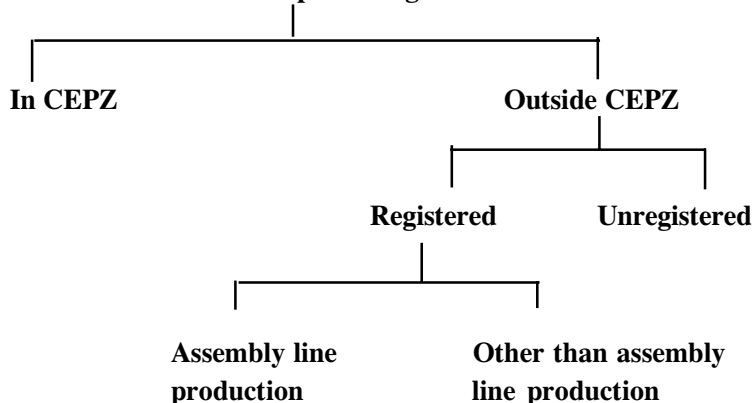 In CEPZ
Outside CEPZ
Registered
Unregistered
Assembly line
production
Other than assembly
line production